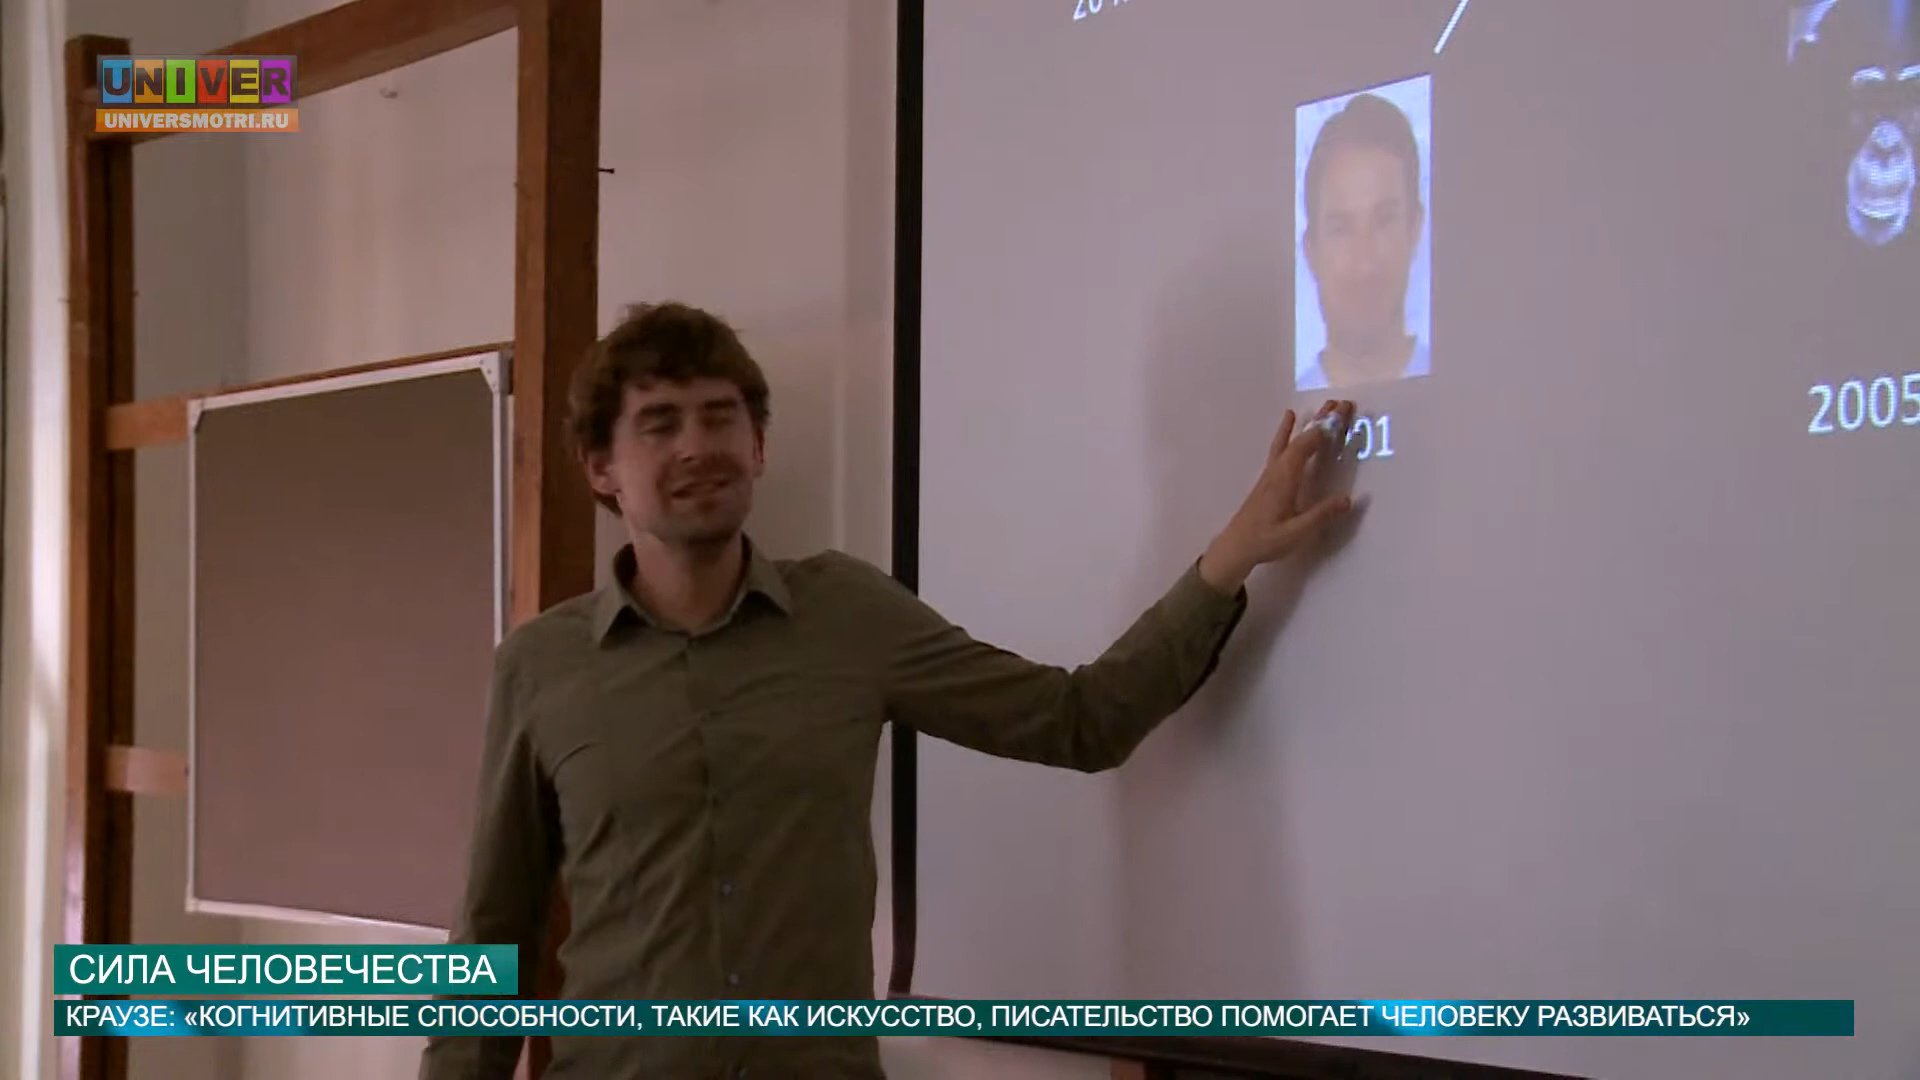 UNIVER
UNIVERSMOTRI.RU
2005
СИЛА ЧЕЛОВЕЧЕСТВА
КРАУЗЕ: «КОГНИТИВНЫЕ СПОСОБНОСТИ, ТАКИЕ КАК ИСКУССТВО, ПИСАТЕЛЬСТВО ПОМОГАЕТ ЧЕЛОВЕКУ РАЗВИВАТЬСЯ»